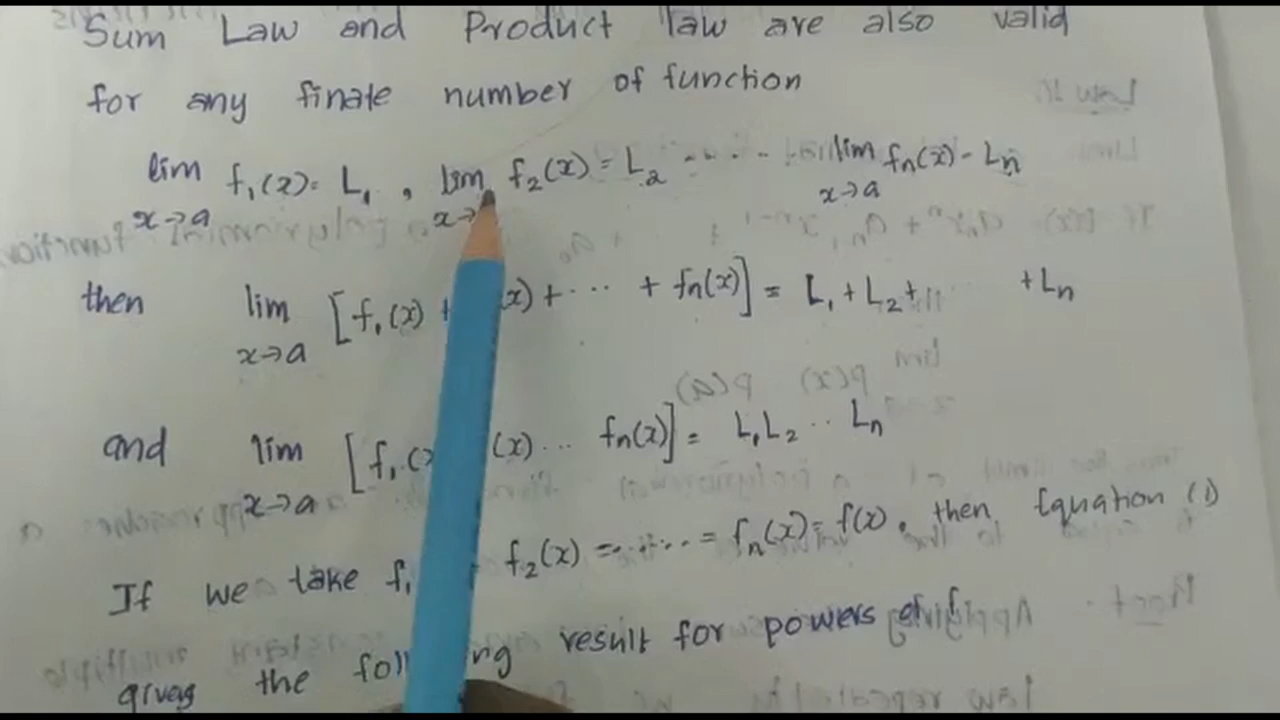 Sum Law and Product law are also valid
for any finate number of function
lim x→a f₁(x) = L₁, lim x→ f₂(x) = L₂ ..... lim x→a fn(x) - Ln
then lim x→a [f₁(x) + (x) + ... + fn(x)] = L₁ + L₂ + + Ln
and lim x→a [f₁ (x) ... fn(x)] = L₁L₂ .. Ln
If we take f₁ f₂(x) = ...... = fn(x) = f(x), then Equation (1)
gives the following result for powers of f